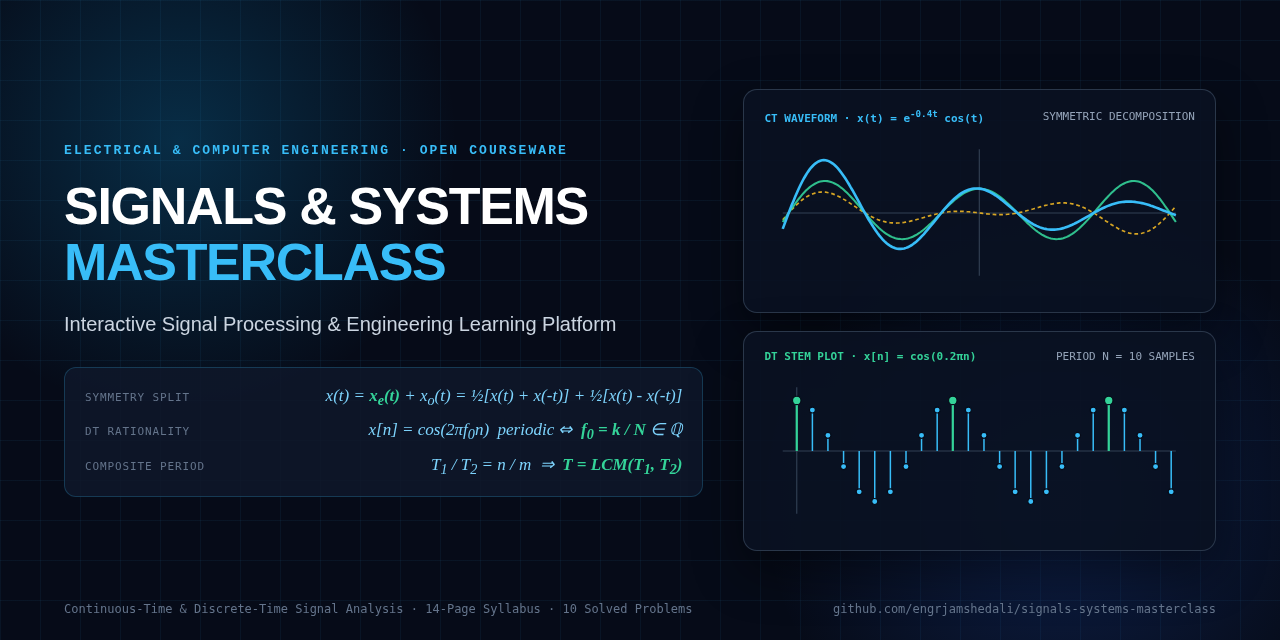 ELECTRICAL & COMPUTER ENGINEERING · OPEN COURSEWARE
SIGNALS & SYSTEMS
MASTERCLASS
Interactive Signal Processing & Engineering Learning Platform
SYMMETRY SPLIT x(t) = xₑ(t) + xₒ(t) = ½[x(t) + x(-t)] + ½[x(t) - x(-t)]
DT RATIONALITY x[n] = cos(2πf₀n) periodic ⇔ f₀ = k / N ∈ ℚ
COMPOSITE PERIOD T₁ / T₂ = n / m ⇒ T = LCM(T₁, T₂)
CT WAVEFORM · x(t) = e^-0.4t cos(t) SYMMETRIC DECOMPOSITION
DT STEM PLOT · x[n] = cos(0.2πn) PERIOD N = 10 SAMPLES
Continuous-Time & Discrete-Time Signal Analysis · 14-Page Syllabus · 10 Solved Problems
github.com/engrjamshedali/signals-systems-masterclass